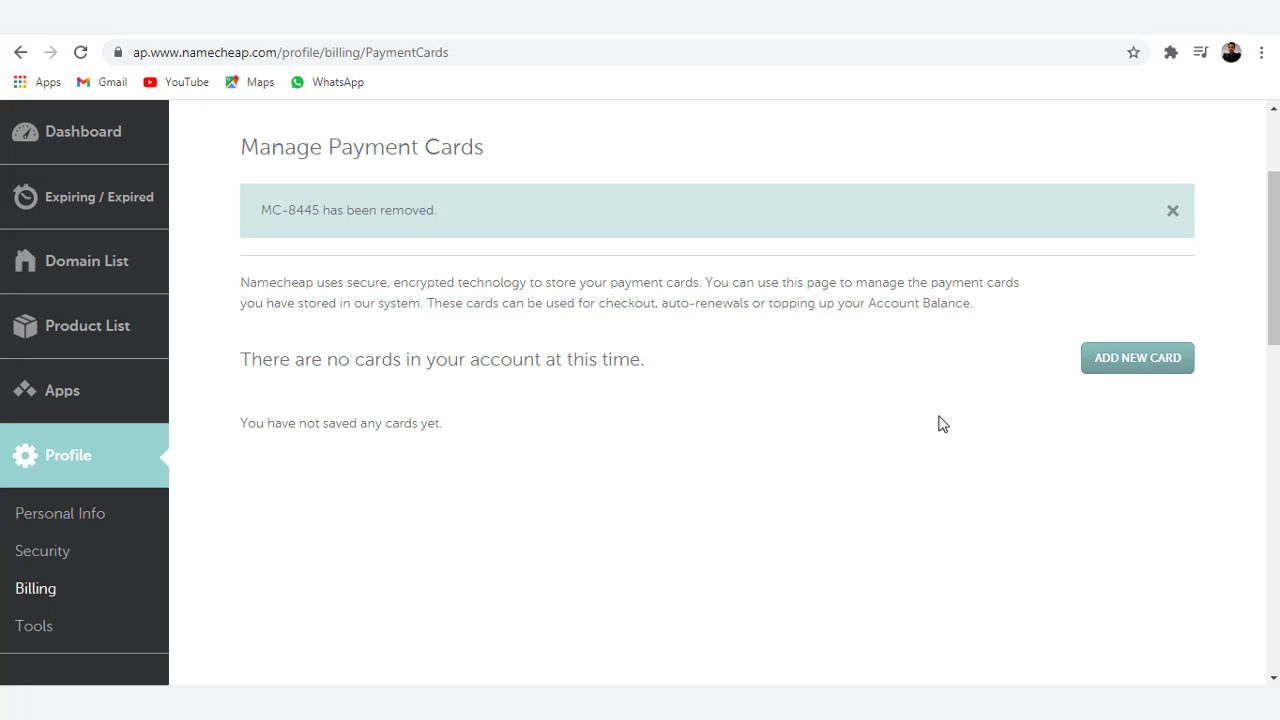 ap.www.namecheap.com/profile/billing/PaymentCards
Apps
Gmail
YouTube
Maps
WhatsApp
Dashboard
Expiring / Expired
Domain List
Product List
Apps
Profile
Personal Info
Security
Billing
Tools
Manage Payment Cards
MC-8445 has been removed.
Namecheap uses secure, encrypted technology to store your payment cards. You can use this page to manage the payment cards
you have stored in our system. These cards can be used for checkout, auto-renewals or topping up your Account Balance.
There are no cards in your account at this time.
ADD NEW CARD
You have not saved any cards yet.